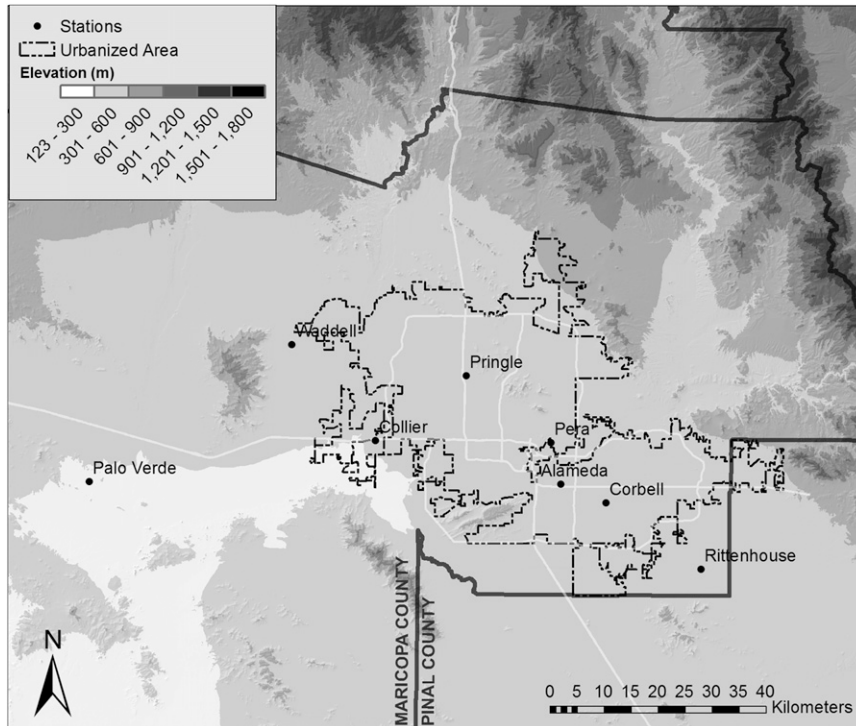 Stations
Urbanized Area
Elevation (m)
123 - 300
301 - 600
601 - 900
901 - 1,200
1,201 - 1,500
1,501 - 1,800
Waddell
Pringle
Collier
Pera
Palo Verde
Alameda
Corbell
Rittenhouse
MARICOPA COUNTY
PINAL COUNTY
N
0 5 10 15 20 25 30 35 40
Kilometers